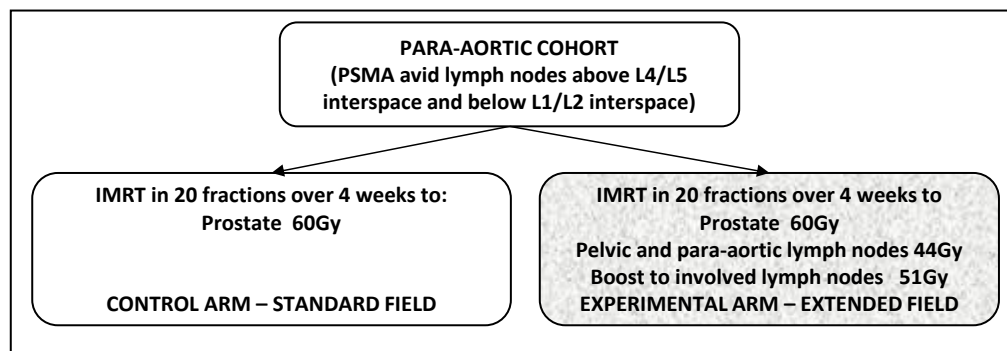 PARA-AORTIC COHORT
(PSMA avid lymph nodes above L4/L5
interspace and below L1/L2 interspace)
IMRT in 20 fractions over 4 weeks to:
Prostate 60Gy
CONTROL ARM – STANDARD FIELD
IMRT in 20 fractions over 4 weeks to
Prostate 60Gy
Pelvic and para-aortic lymph nodes 44Gy
Boost to involved lymph nodes 51Gy
EXPERIMENTAL ARM – EXTENDED FIELD